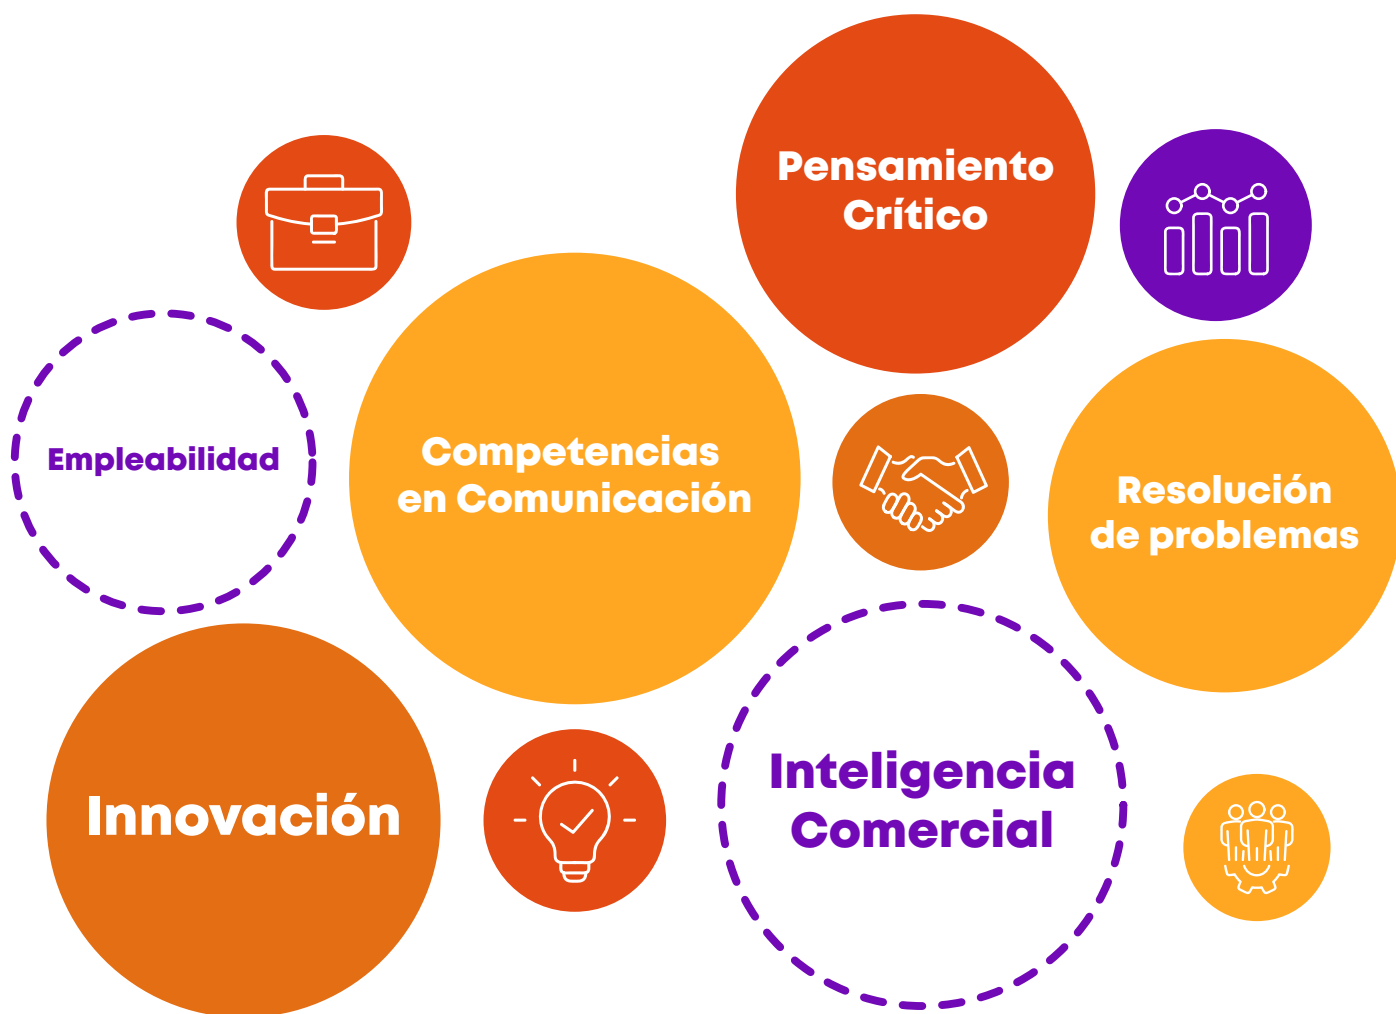 Pensamiento
Crítico
Empleabilidad
Competencias
en Comunicación
Resolución
de problemas
Innovación
Inteligencia
Comercial